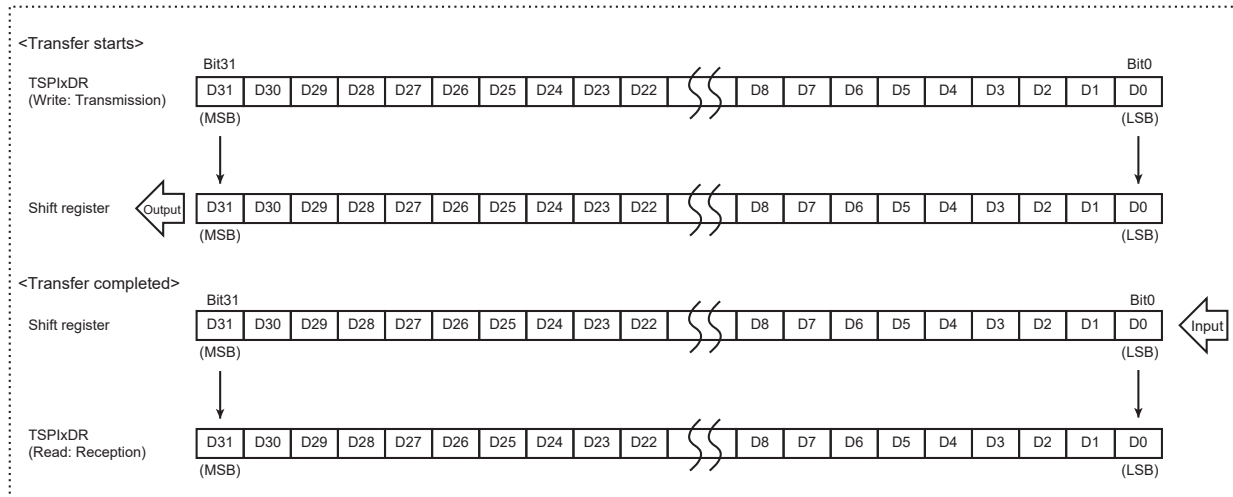 <Transfer starts>
Bit31 Bit0
TSPIxDR
(Write: Transmission)
D31 D30 D29 D28 D27 D26 D25 D24 D23 D22 D8 D7 D6 D5 D4 D3 D2 D1 D0
(MSB) (LSB)
Shift register Output D31 D30 D29 D28 D27 D26 D25 D24 D23 D22 D8 D7 D6 D5 D4 D3 D2 D1 D0
(MSB) (LSB)
<Transfer completed>
Bit31 Bit0
Shift register D31 D30 D29 D28 D27 D26 D25 D24 D23 D22 D8 D7 D6 D5 D4 D3 D2 D1 D0 Input
(MSB) (LSB)
TSPIxDR
(Read: Reception)
D31 D30 D29 D28 D27 D26 D25 D24 D23 D22 D8 D7 D6 D5 D4 D3 D2 D1 D0
(MSB) (LSB)